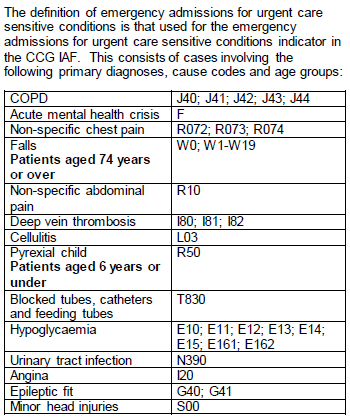 The definition of emergency admissions for urgent care
sensitive conditions is that used for the emergency
admissions for urgent care sensitive conditions indicator in
the CCG IAF.  This consists of cases involving the
following primary diagnoses, cause codes and age groups:
COPD J40; J41; J42; J43; J44
Acute mental health crisis F
Non-specific chest pain R072; R073; R074
Falls W0; W1-W19
Patients aged 74 years
or over
Non-specific abdominal R10
pain
Deep vein thrombosis I80; I81; I82
Cellulitis L03
Pyrexial child R50
Patients aged 6 years or
under
Blocked tubes, catheters T830
and feeding tubes
Hypoglycaemia E10; E11; E12; E13; E14;
E15; E161; E162
Urinary tract infection N390
Angina I20
Epileptic fit G40; G41
Minor head injuries S00